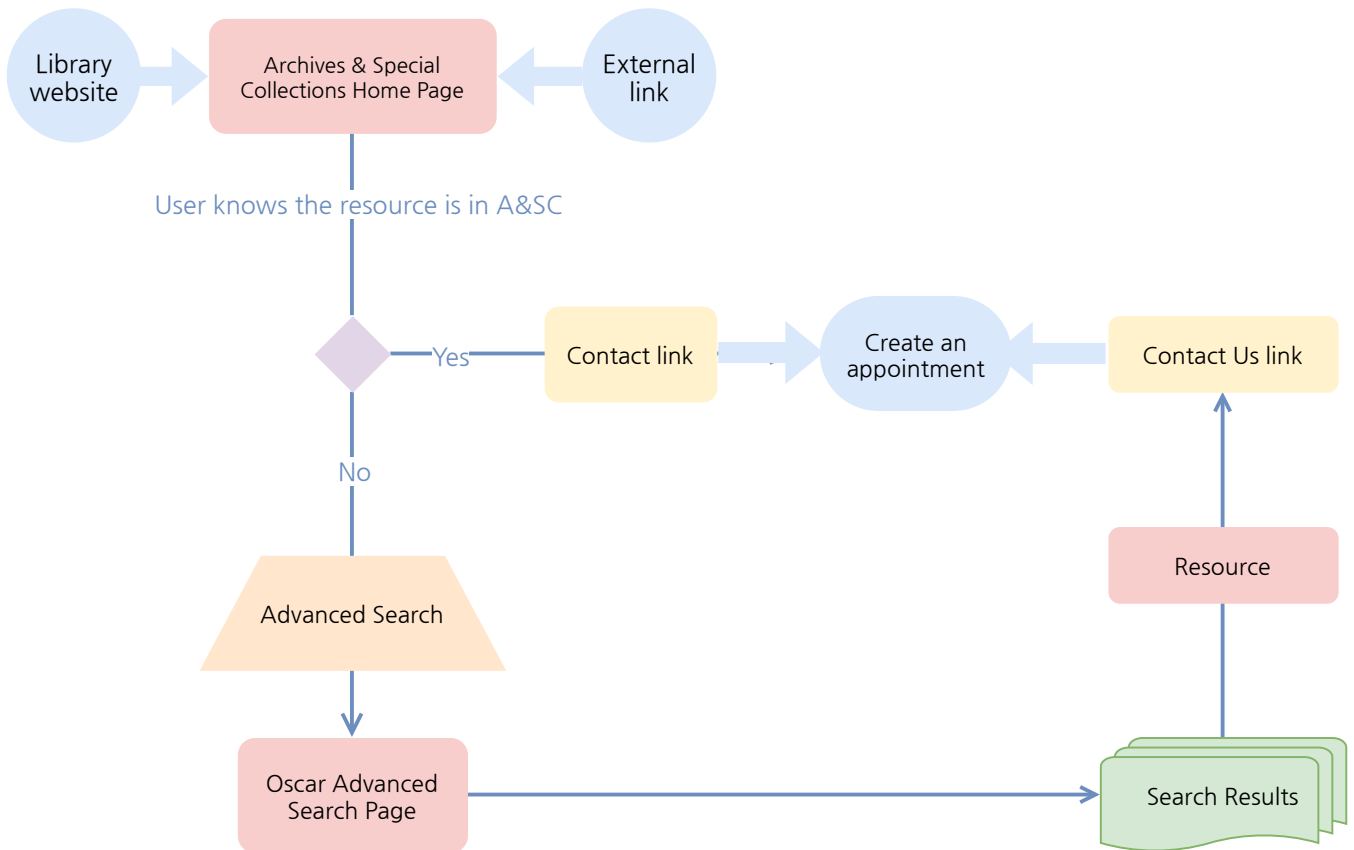 Library
website
Archives & Special
Collections Home Page
External
link
User knows the resource is in A&SC
Yes
Contact link
Create an
appointment
Contact Us link
No
Resource
Advanced Search
Oscar Advanced
Search Page
Search Results